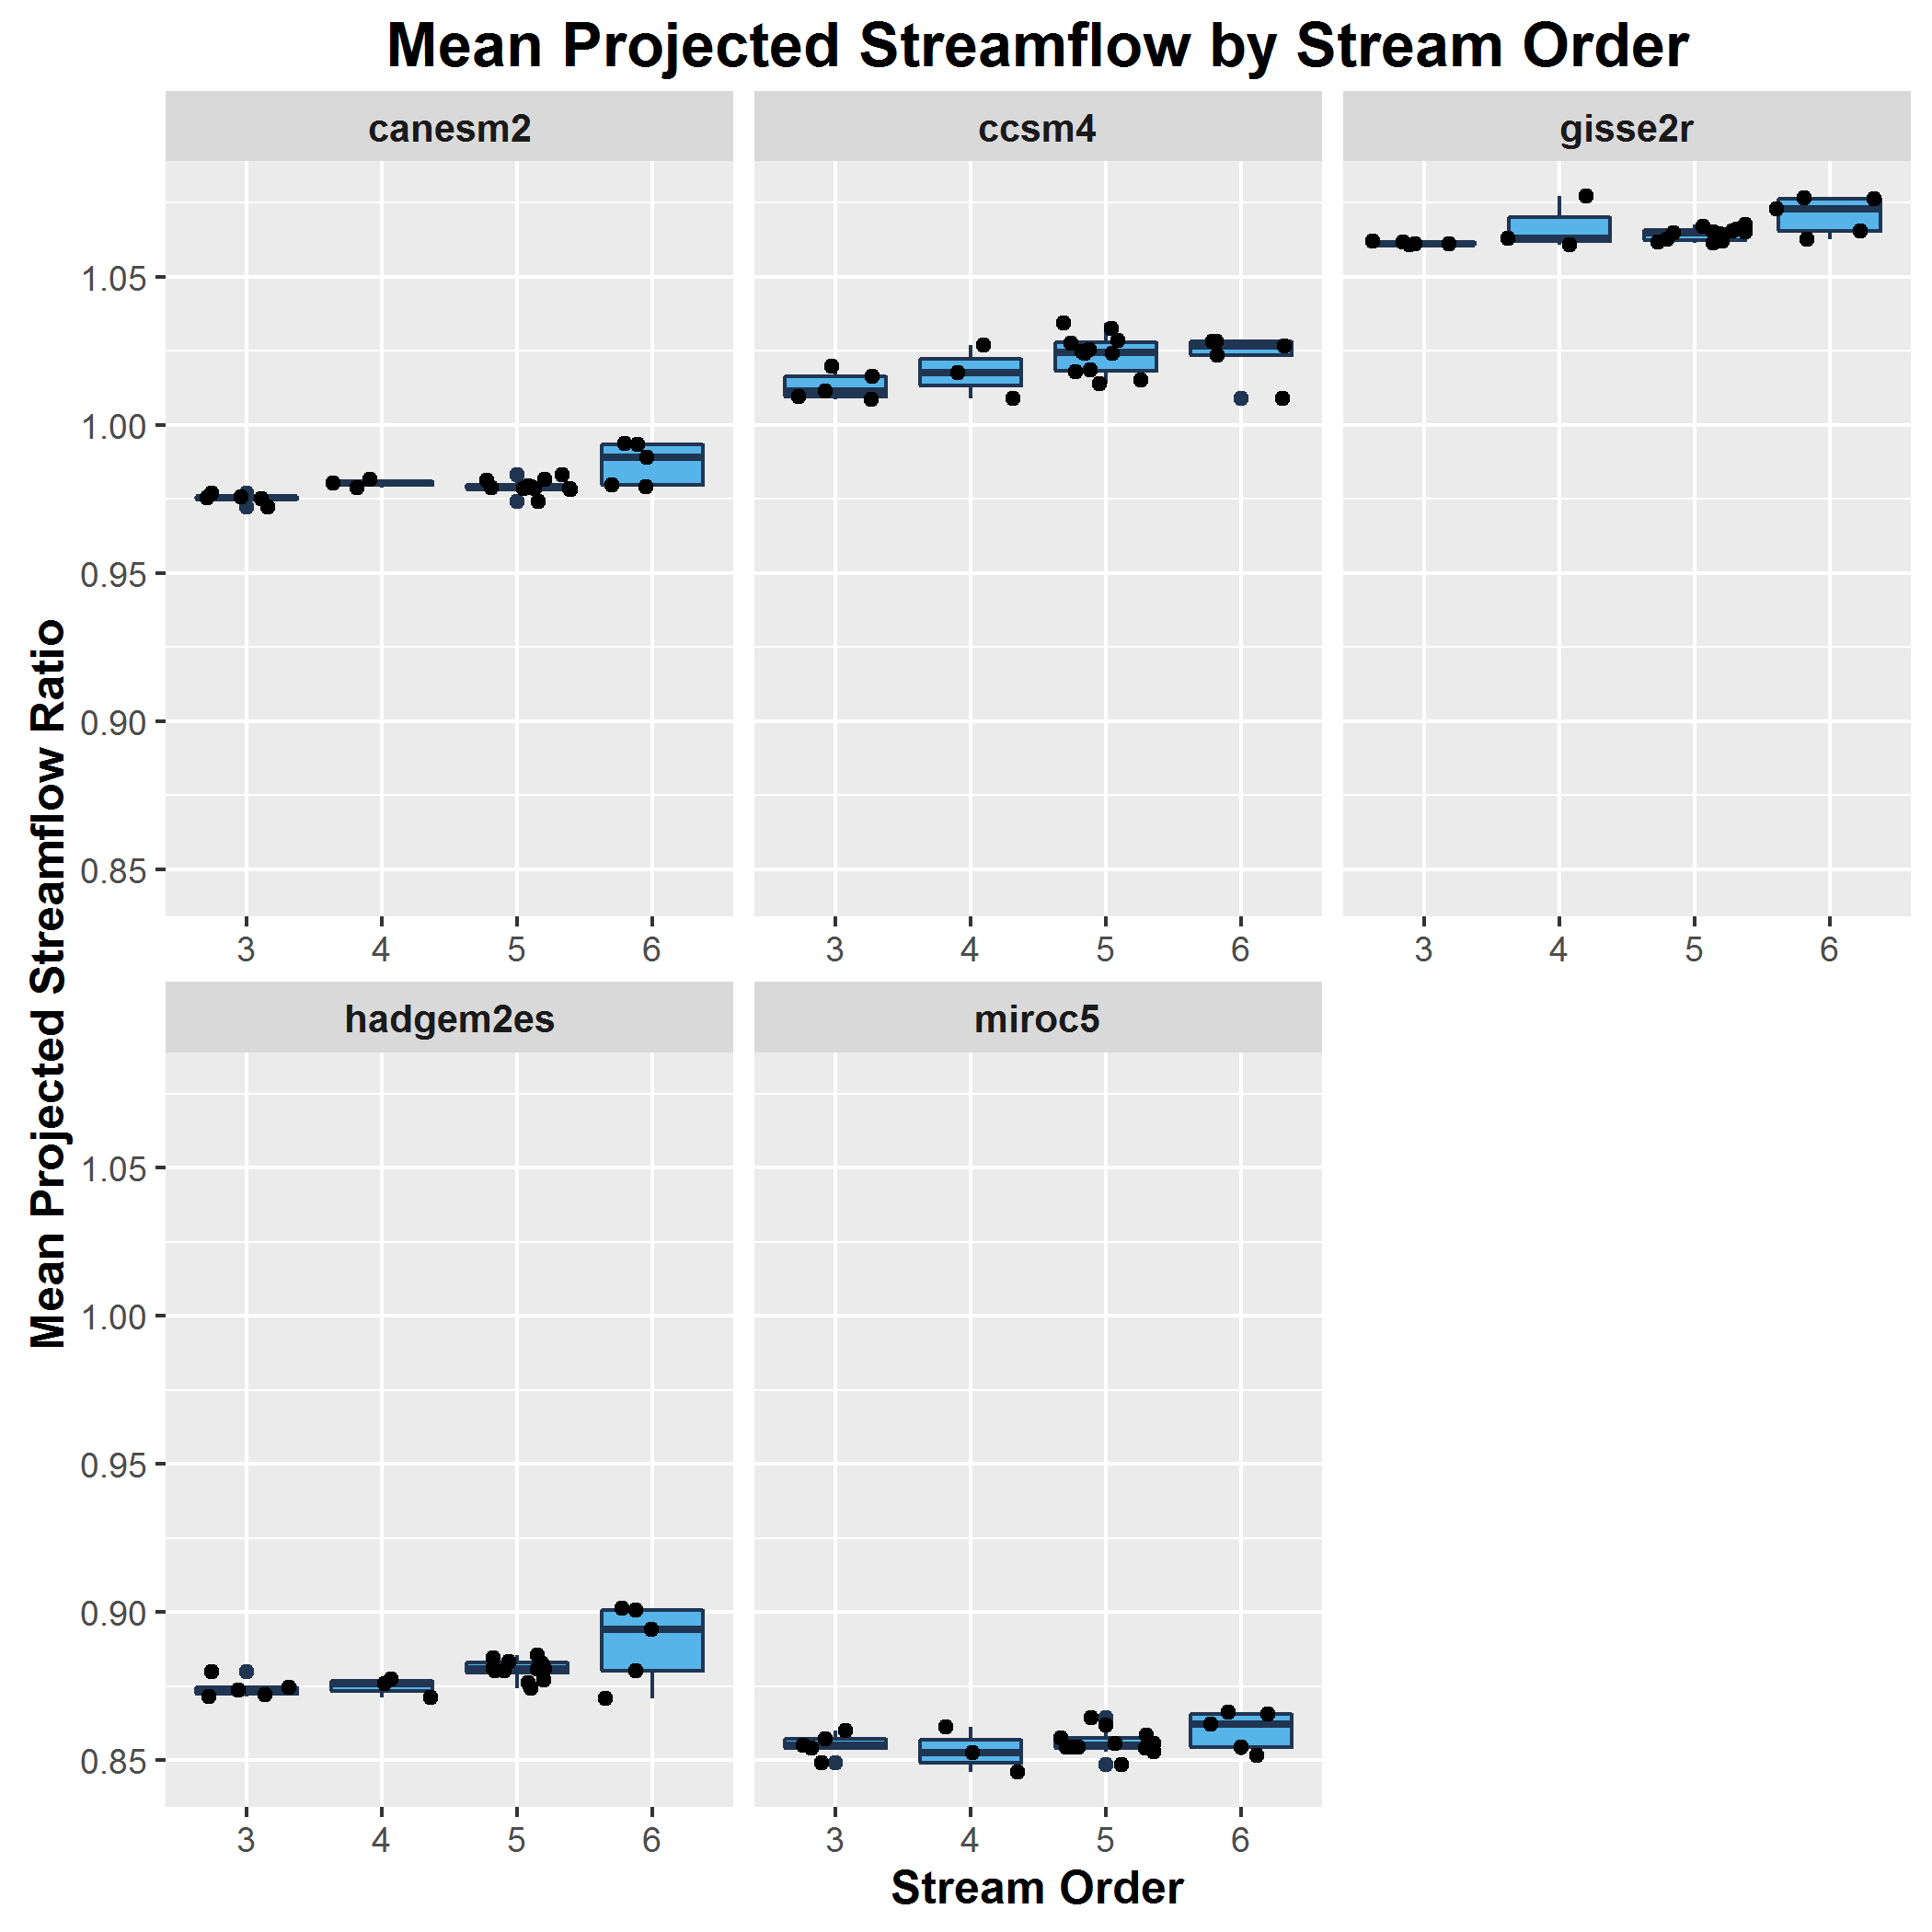 Mean Projected Streamflow by Stream Order
canesm2 ccsm4 gisse2r
Mean Projected Streamflow Ratio
1.05
1.00
0.95
0.90
0.85
3 4 5 6 3 4 5 6 3 4 5 6
hadgem2es miroc5
1.05
1.00
0.95
0.90
0.85
3 4 5 6 3 4 5 6
Stream Order